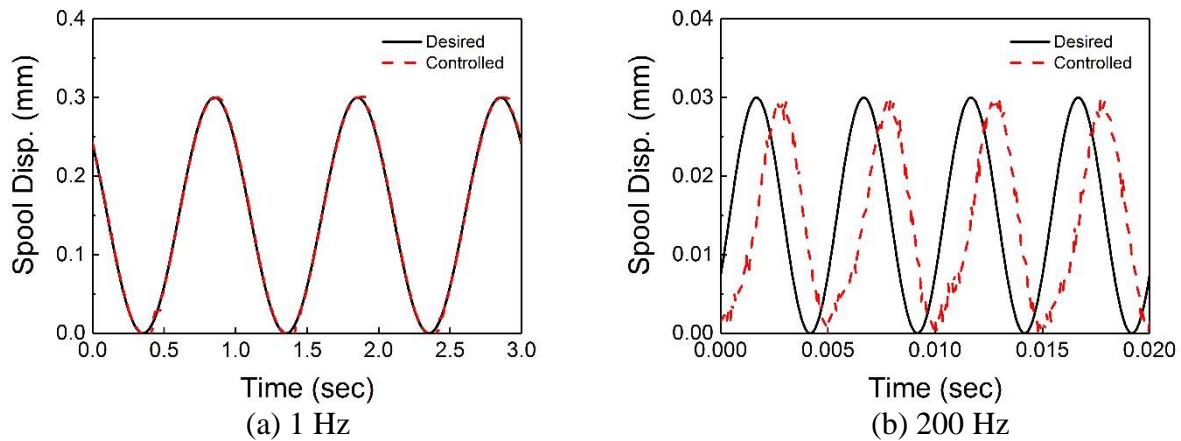 0.4
0.3
0.2
0.1
0.0
Spool Disp. (mm)
Desired
Controlled
0.0 0.5 1.0 1.5 2.0 2.5 3.0
Time (sec)
(a) 1 Hz
0.04
0.03
0.02
0.01
0.00
Spool Disp. (mm)
Desired
Controlled
0.000 0.005 0.010 0.015 0.020
Time (sec)
(b) 200 Hz